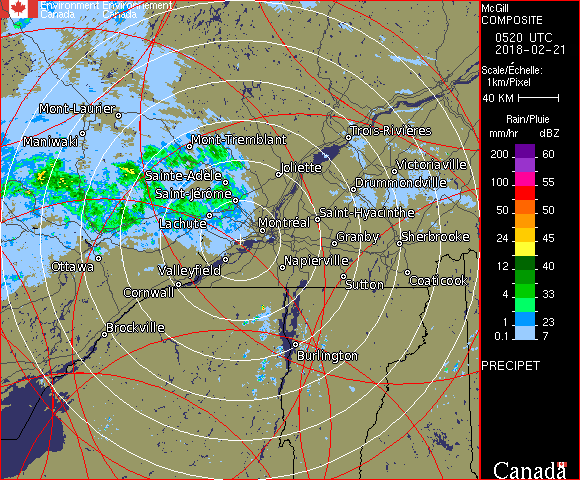 Environment Environnement
Canada Canada
McGill
COMPOSITE
0520 UTC
2018-02-21
Scale/Échelle:
1km/Pixel
40 KM
Rain/Pluie
mm/hr dBZ
200 60
100 55
50 50
24 45
12 40
4 33
1 23
0.1 7
PRECIPET
Canada
Mont-Laurier
Maniwaki
Mont-Tremblant
Trois-Rivières
Sainte-Adèle
Joliette
Victoriaville
Saint-Jérôme
Drummondville
Lachute
Montréal
Saint-Hyacinthe
Granby
Sherbrooke
Ottawa
Valleyfield
Napierville
Cornwall
Sutton
Coaticook
Brockville
Burlington